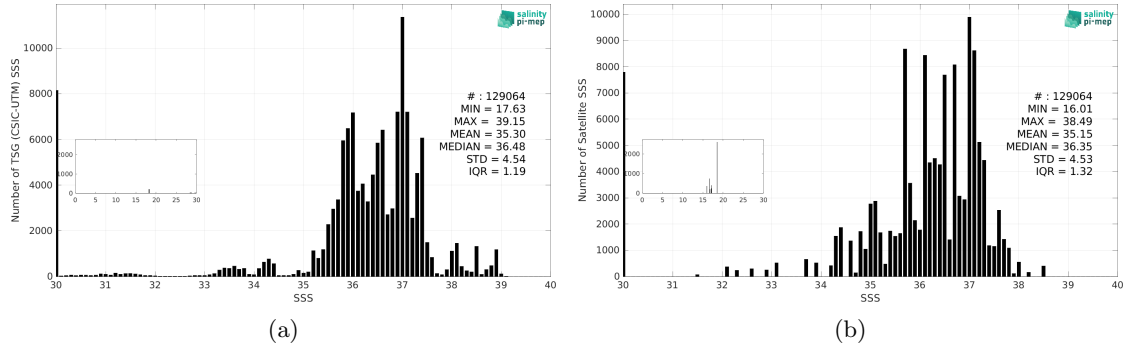 salinity
pi-mep
10000
8000
6000
4000
2000
0
Number of TSG (CSIC-UTM) SSS
# : 129064
MIN = 17.63
MAX = 39.15
MEAN = 35.30
MEDIAN = 36.48
STD = 4.54
IQR = 1.19
2000
1000
0
0 5 10 15 20 25 30
30 31 32 33 34 35 36 37 38 39 40
SSS
(a)
salinity
pi-mep
10000
9000
8000
7000
6000
5000
4000
3000
2000
1000
0
Number of Satellite SSS
# : 129064
MIN = 16.01
MAX = 38.49
MEAN = 35.15
MEDIAN = 36.35
STD = 4.53
IQR = 1.32
2000
1000
0
0 5 10 15 20 25 30
30 31 32 33 34 35 36 37 38 39 40
SSS
(b)